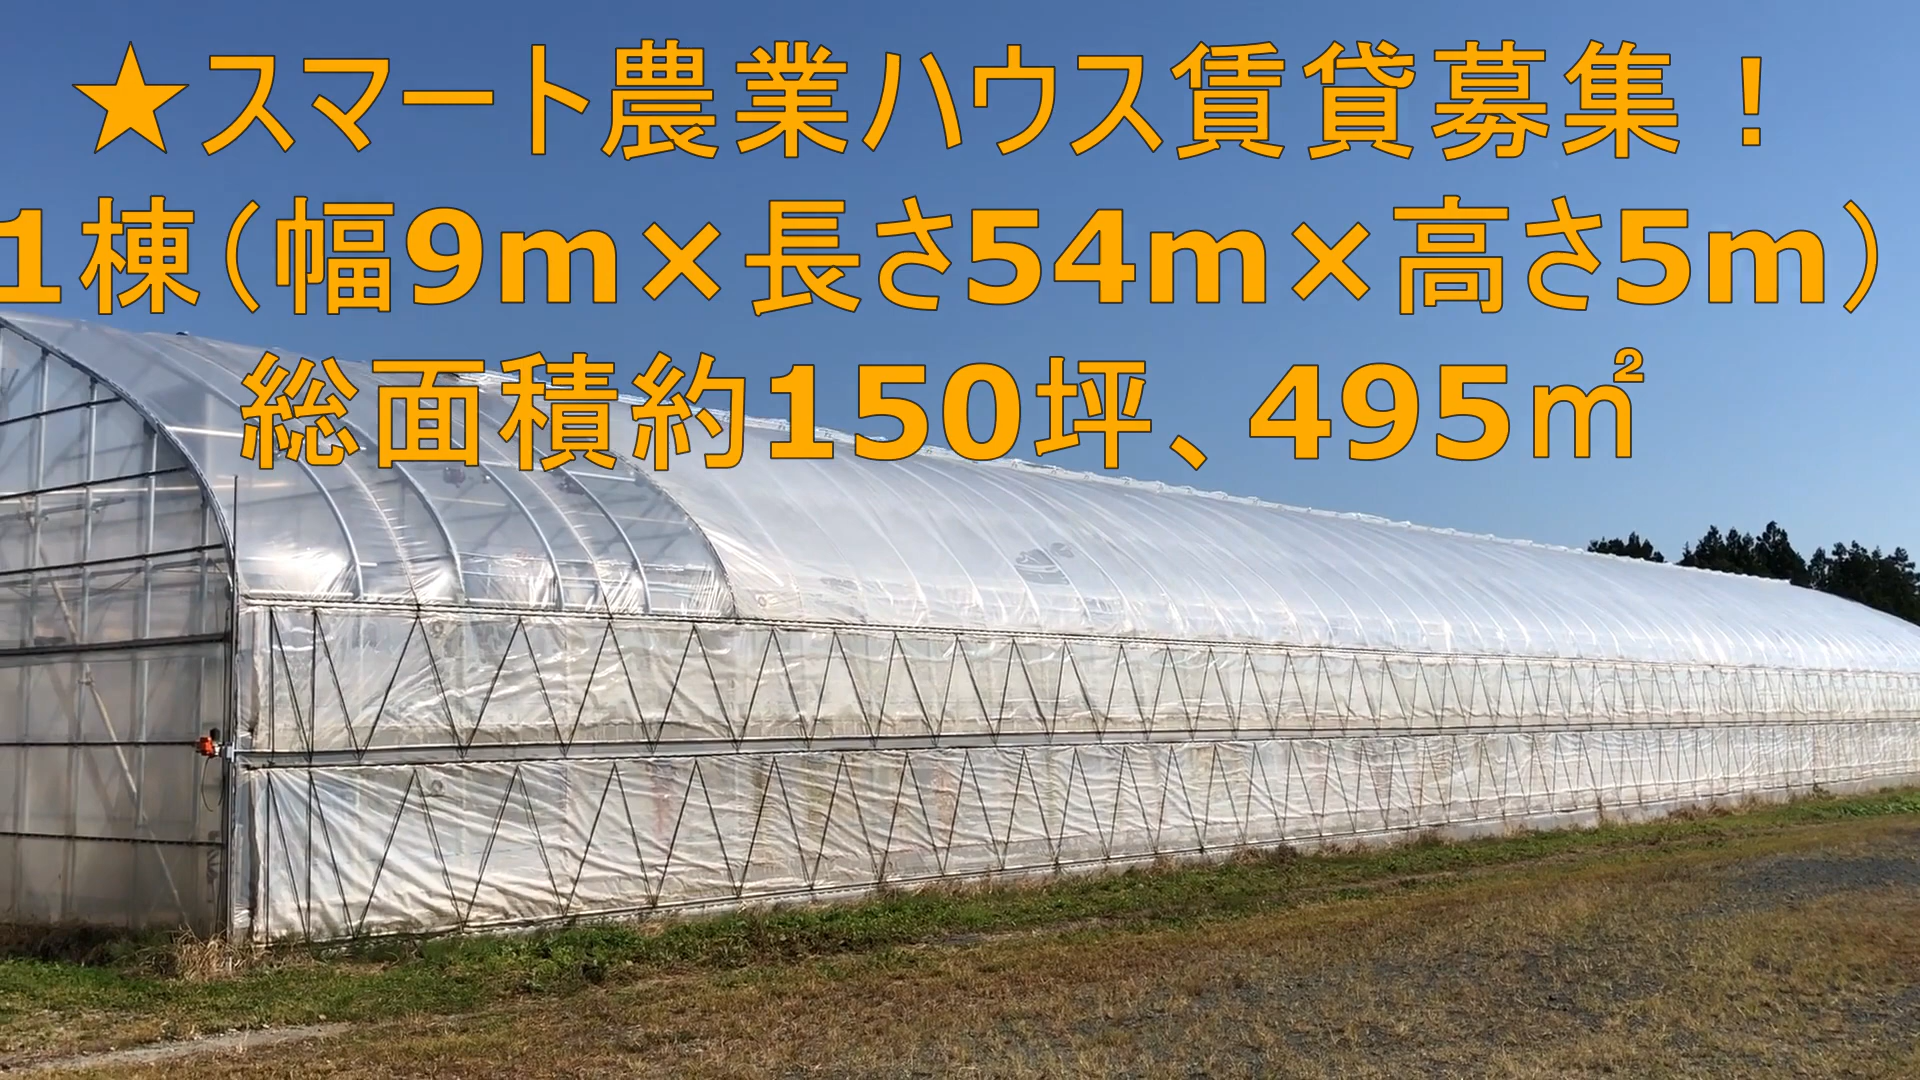 ★スマート農業ハウス賃貸募集！
1棟（幅9m×長さ54m×高さ5m）
総面積約150坪、495㎡